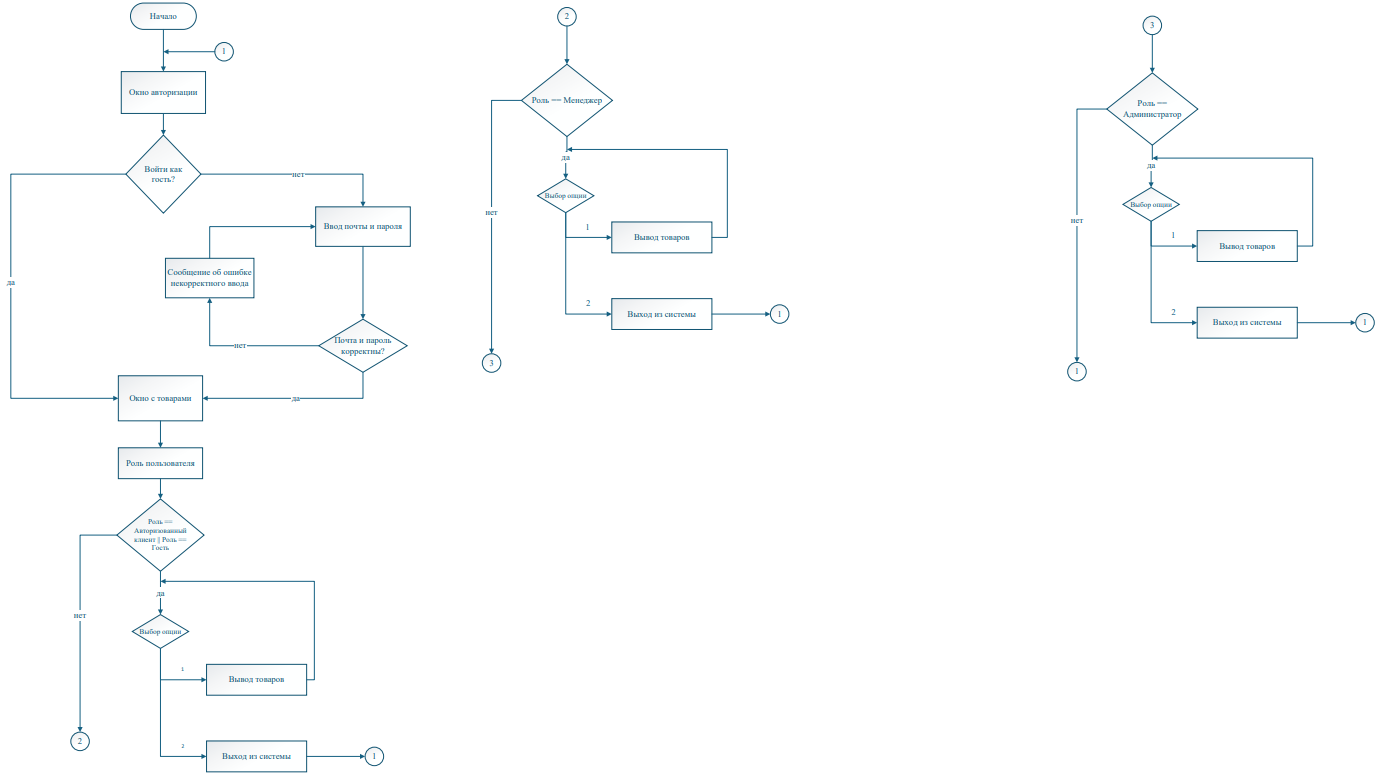 Начало
1
Окно авторизации
Войти как
гость?
нет
да
Ввод почты и пароля
Сообщение об ошибке
некорректного ввода
Почта и пароль
корректны?
нет
да
Окно с товарами
Роль пользователя
Роль ==
Авторизованный
клиент || Роль ==
Гость
нет
да
Выбор опции
1
Вывод товаров
2
Выход из системы
1
2
2
Роль == Менеджер
да
нет
Выбор опции
1
Вывод товаров
2
Выход из системы
1
3
3
Роль ==
Администратор
да
нет
Выбор опции
1
Вывод товаров
2
Выход из системы
1
1